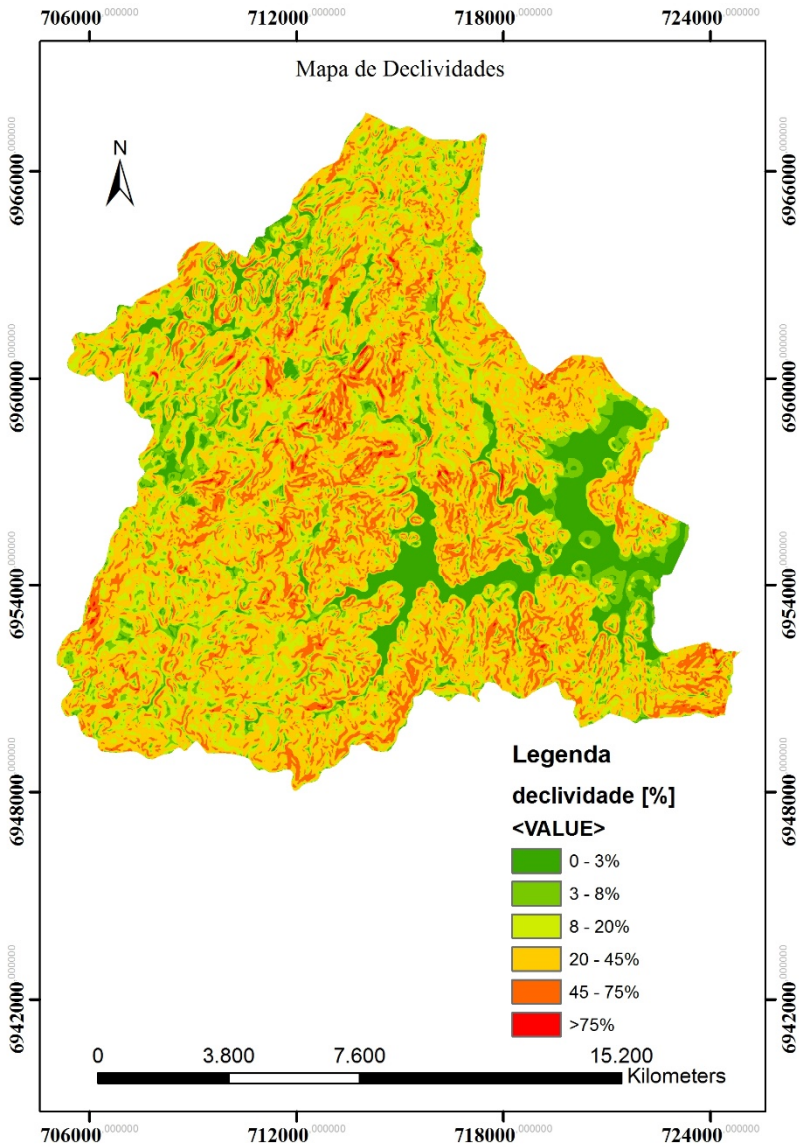 706000,000000 712000,000000 718000,000000 724000,000000
Mapa de Declividades
N
6966000,000000 6966000,000000
6960000,000000 6960000,000000
6954000,000000 6954000,000000
6948000,000000 6948000,000000
6942000,000000 6942000,000000
Legenda
declividade [%]
<VALUE>
0 - 3%
3 - 8%
8 - 20%
20 - 45%
45 - 75%
>75%
0 3.800 7.600 15.200
Kilometers
706000,000000 712000,000000 718000,000000 724000,000000